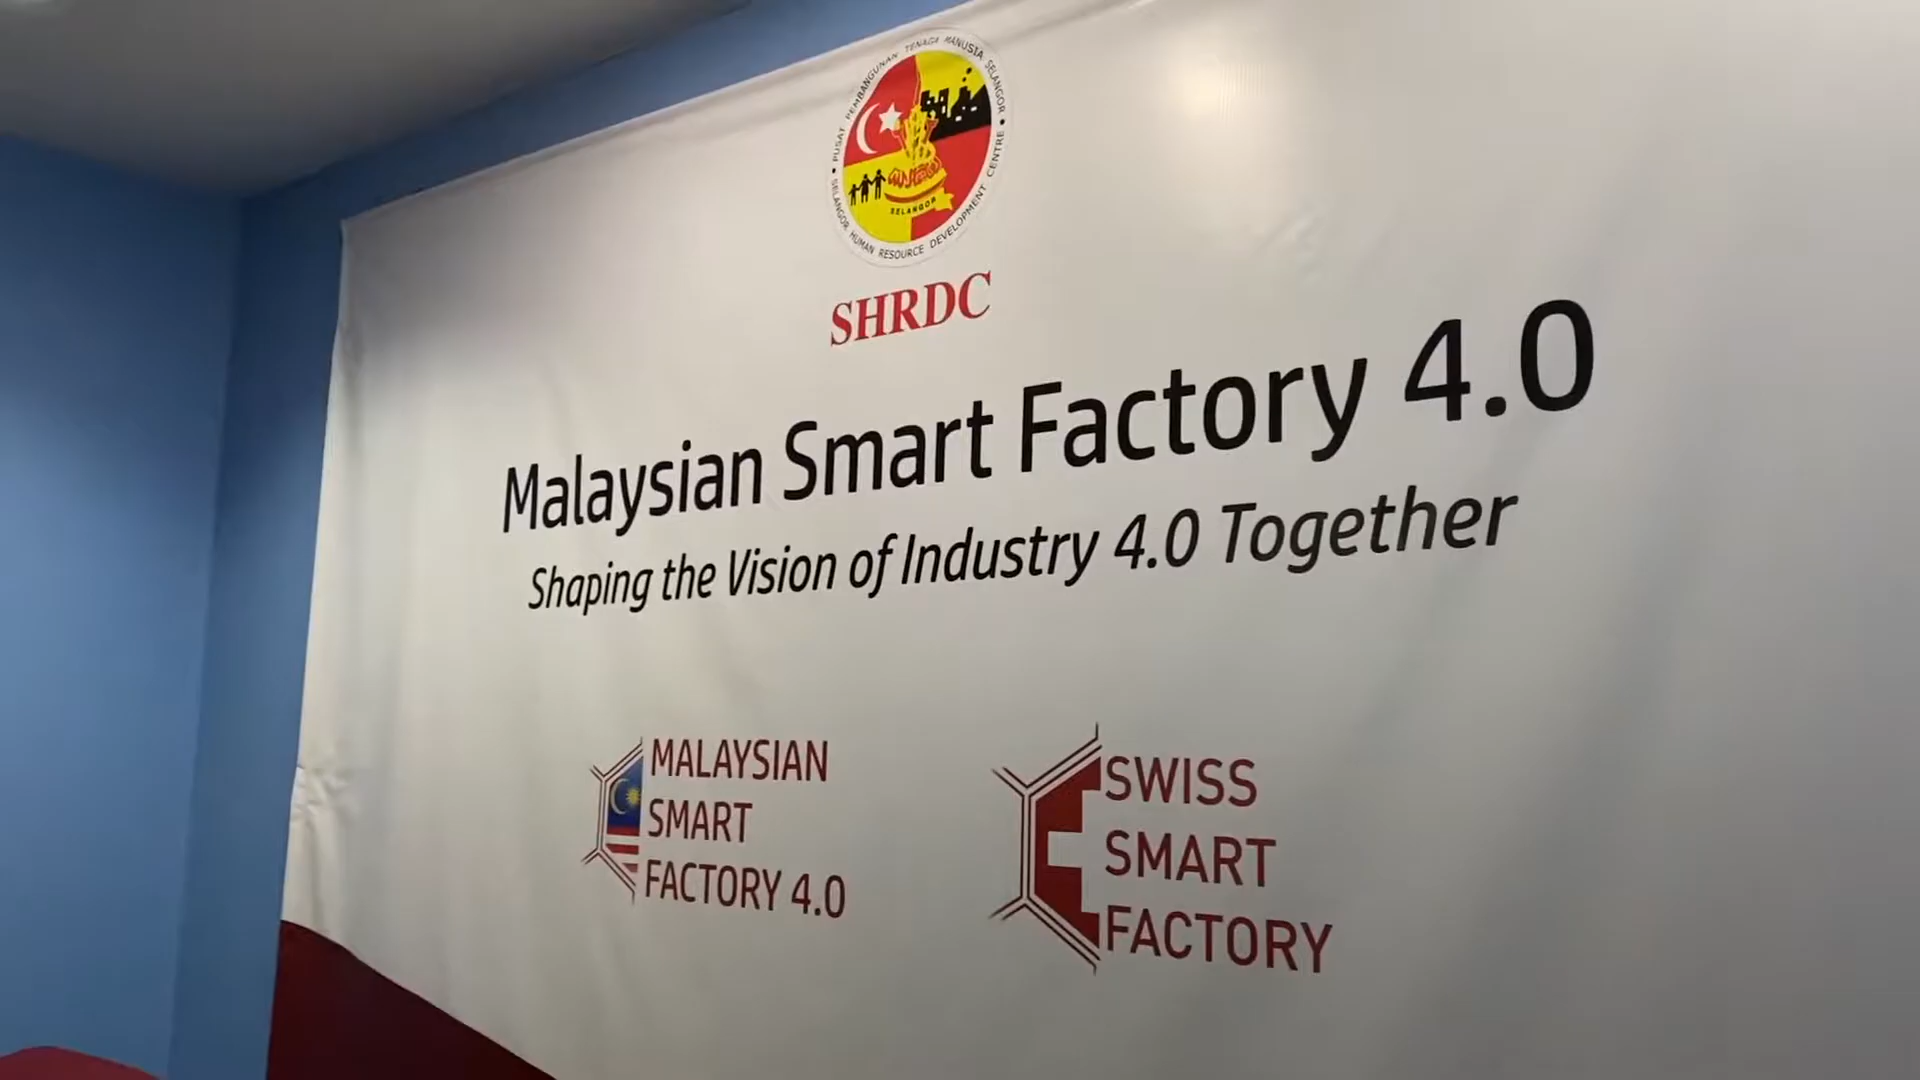 PUSAT PEMBANGUNAN TENAGA MANUSIA SELANGOR
SELANGOR HUMAN RESOURCE DEVELOPMENT CENTRE
SELANGOR
SHRDC
Malaysian Smart Factory 4.0
Shaping the Vision of Industry 4.0 Together
MALAYSIAN
SMART
FACTORY 4.0
SWISS
SMART
FACTORY